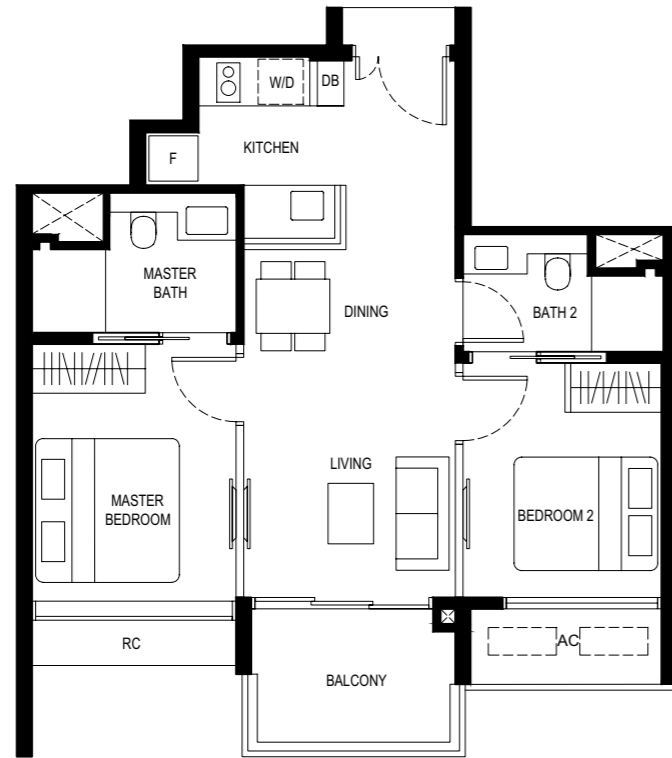 W/D
DB
KITCHEN
F
MASTER
BATH
DINING
BATH 2
LIVING
MASTER
BEDROOM
BEDROOM 2
RC
AC
BALCONY